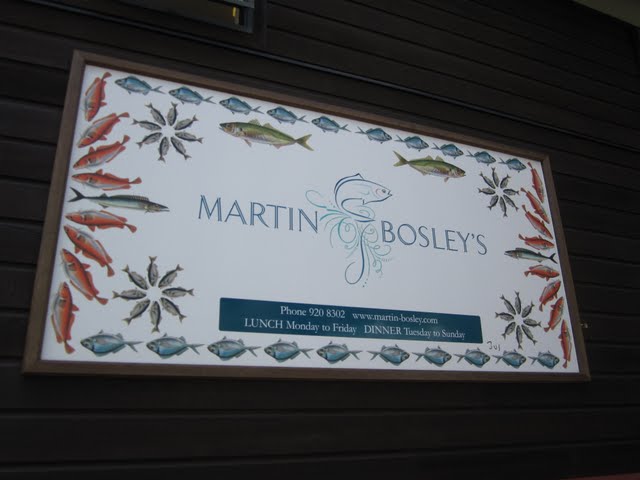 MARTIN BOSLEY'S
Phone 920 8302 www.martin-bosley.com
LUNCH Monday to Friday DINNER Tuesday to Sunday